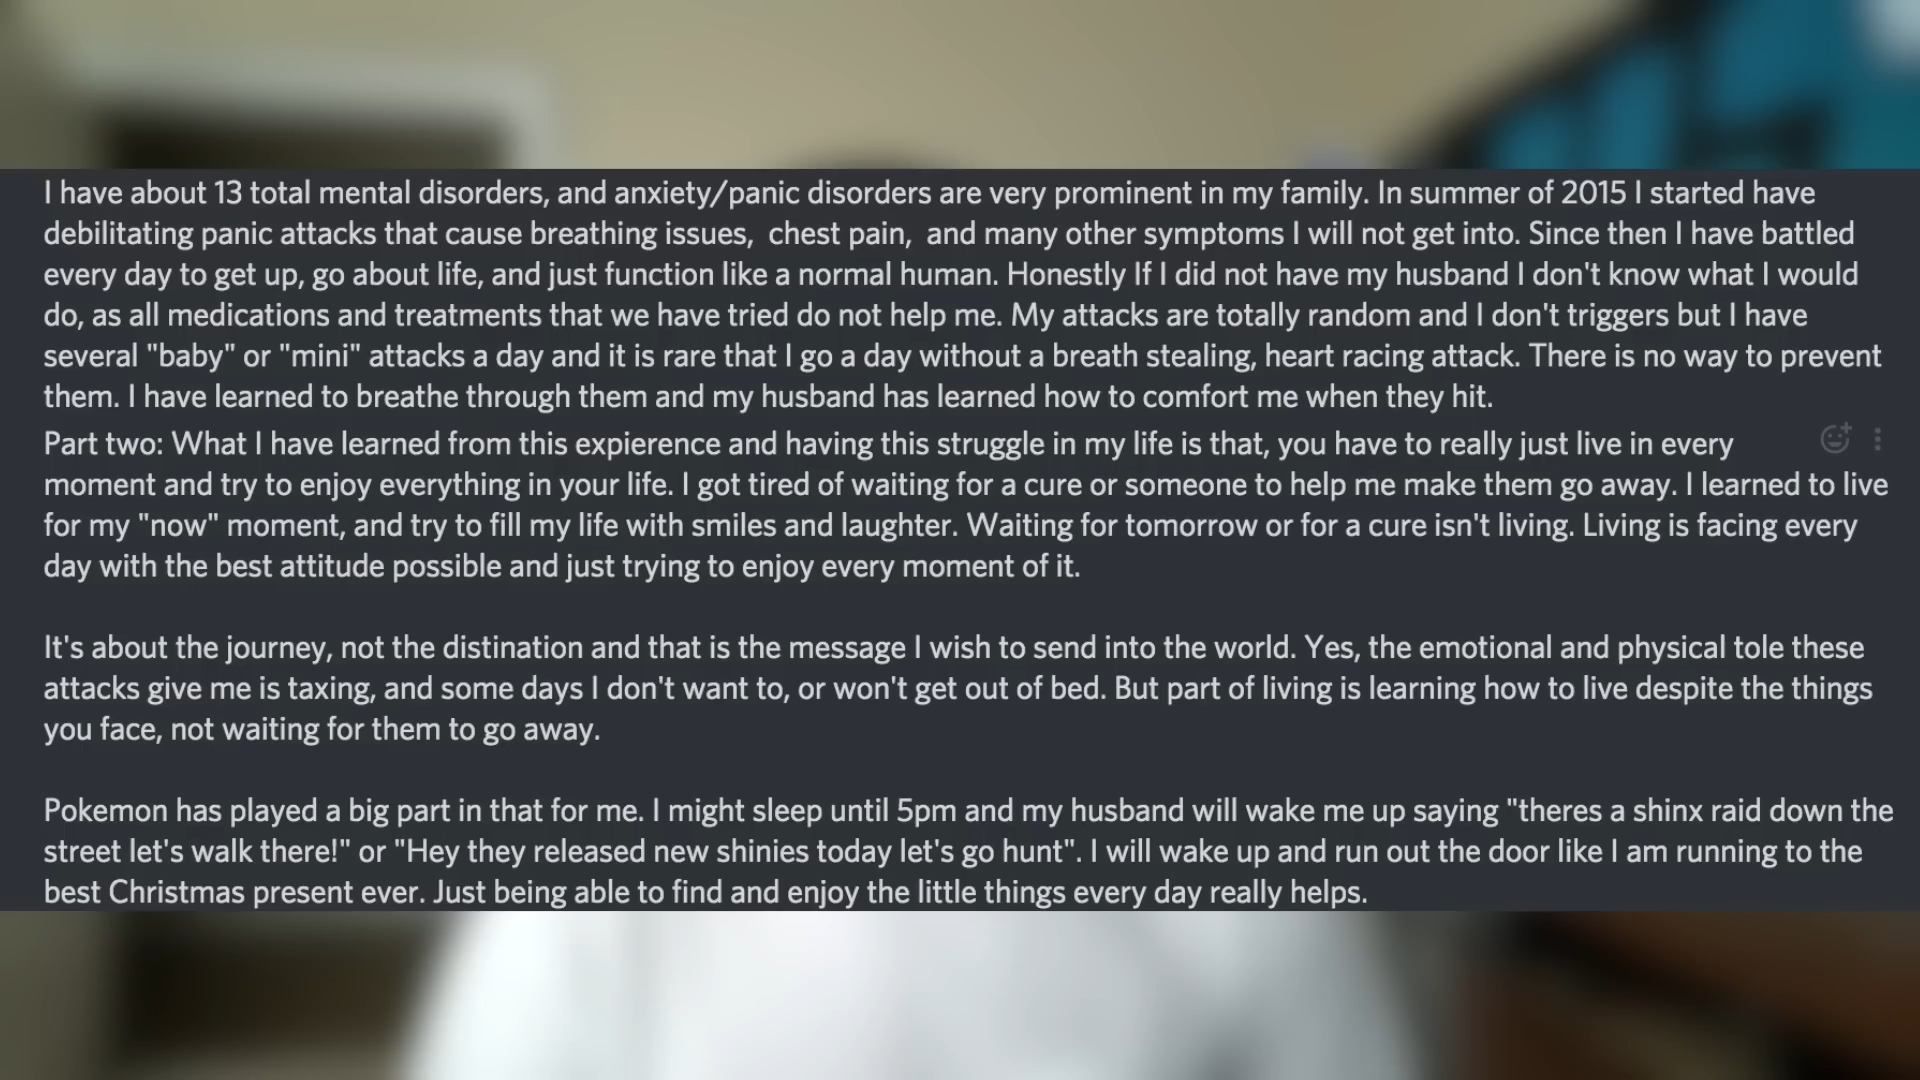 I have about 13 total mental disorders, and anxiety/panic disorders are very prominent in my family. In summer of 2015 I started have
debilitating panic attacks that cause breathing issues,  chest pain,  and many other symptoms I will not get into. Since then I have battled
every day to get up, go about life, and just function like a normal human. Honestly If I did not have my husband I don't know what I would
do, as all medications and treatments that we have tried do not help me. My attacks are totally random and I don't triggers but I have
several "baby" or "mini" attacks a day and it is rare that I go a day without a breath stealing, heart racing attack. There is no way to prevent
them. I have learned to breathe through them and my husband has learned how to comfort me when they hit.
Part two: What I have learned from this expierence and having this struggle in my life is that, you have to really just live in every
moment and try to enjoy everything in your life. I got tired of waiting for a cure or someone to help me make them go away. I learned to live
for my "now" moment, and try to fill my life with smiles and laughter. Waiting for tomorrow or for a cure isn't living. Living is facing every
day with the best attitude possible and just trying to enjoy every moment of it.
It's about the journey, not the distination and that is the message I wish to send into the world. Yes, the emotional and physical tole these
attacks give me is taxing, and some days I don't want to, or won't get out of bed. But part of living is learning how to live despite the things
you face, not waiting for them to go away.
Pokemon has played a big part in that for me. I might sleep until 5pm and my husband will wake me up saying "theres a shinx raid down the
street let's walk there!" or "Hey they released new shinies today let's go hunt". I will wake up and run out the door like I am running to the
best Christmas present ever. Just being able to find and enjoy the little things every day really helps.